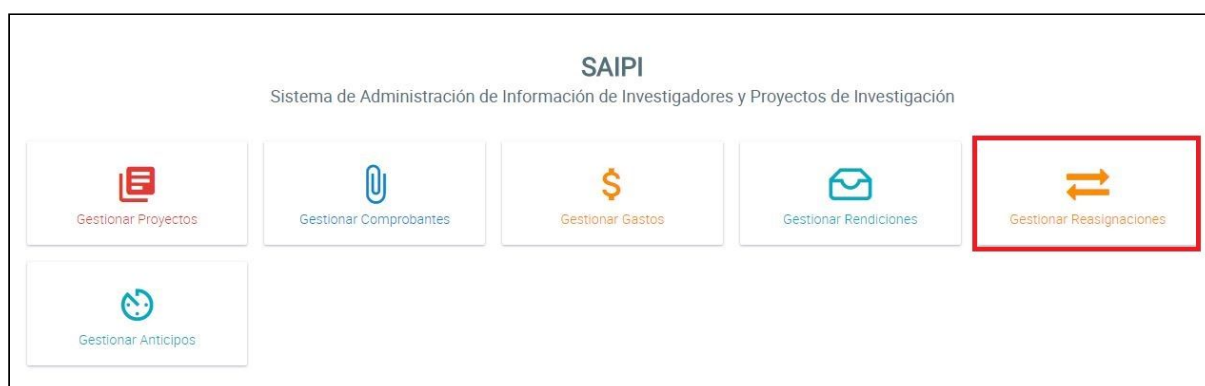 SAIPI
Sistema de Administración de Información de Investigadores y Proyectos de Investigación
Gestionar Proyectos
Gestionar Comprobantes
$
Gestionar Gastos
Gestionar Rendiciones
Gestionar Reasignaciones
Gestionar Anticipos